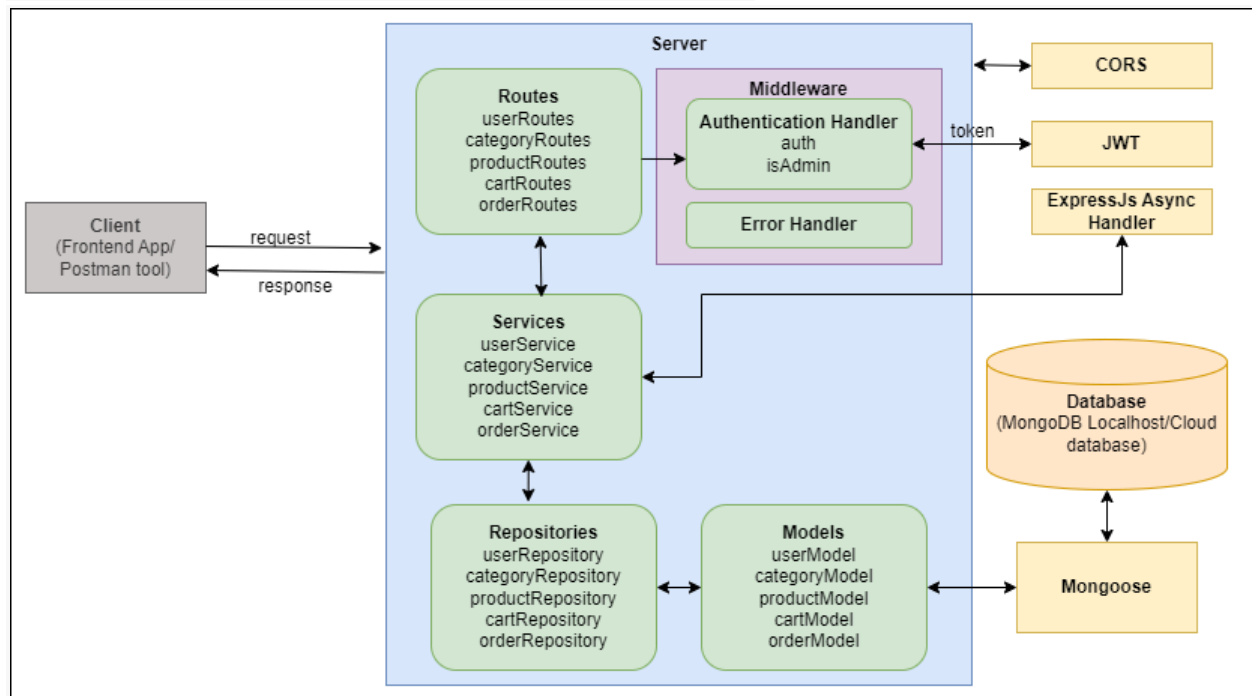 Server
Routes
userRoutes
categoryRoutes
productRoutes
cartRoutes
orderRoutes
Middleware
Authentication Handler
auth
isAdmin
Error Handler
token
CORS
JWT
ExpressJs Async
Handler
Client
(Frontend App/
Postman tool)
request
response
Services
userService
categoryService
productService
cartService
orderService
Database
(MongoDB Localhost/Cloud
database)
Repositories
userRepository
categoryRepository
productRepository
cartRepository
orderRepository
Models
userModel
categoryModel
productModel
cartModel
orderModel
Mongoose